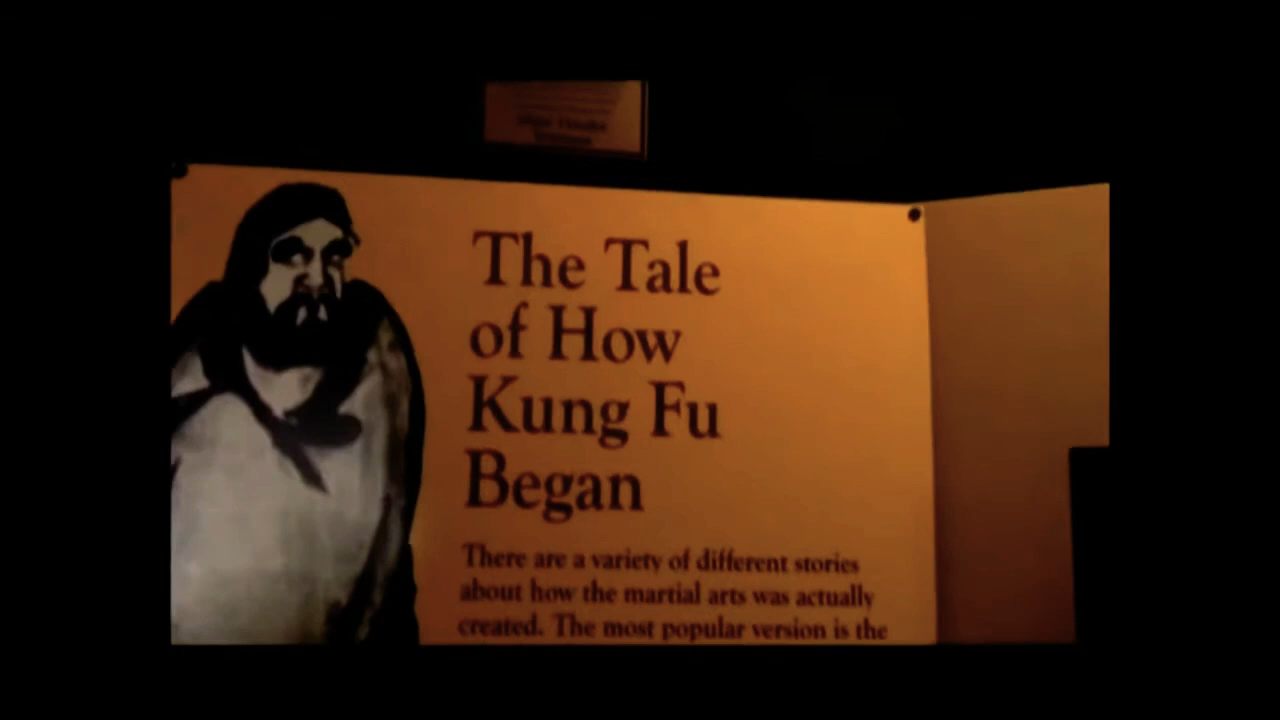 The Tale
of How
Kung Fu
Began
There are a variety of different stories
about how the martial arts was actually
created. The most popular version is the